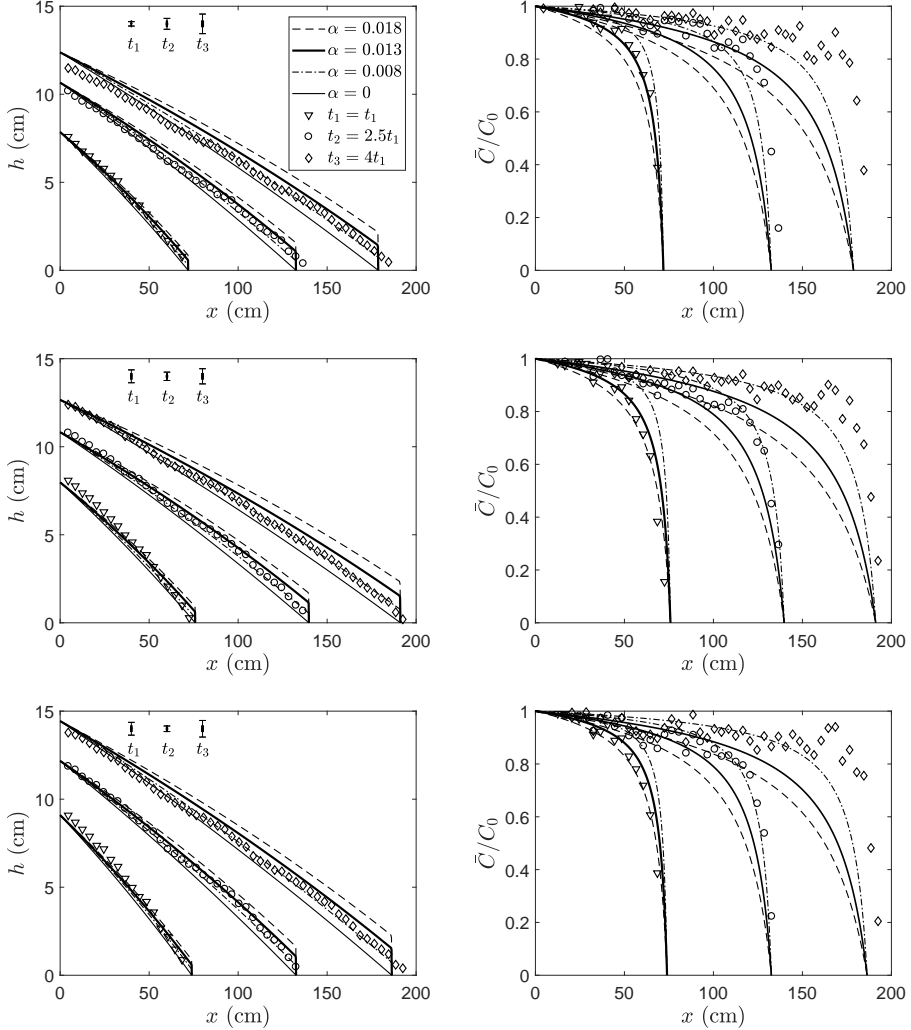 15
10
5
0
h (cm)
t₁ t₂ t₃
α = 0.018
α = 0.013
α = 0.008
α = 0
t₁ = t₁
t₂ = 2.5t₁
t₃ = 4t₁
0 50 100 150 200
x (cm)
1
0.8
0.6
0.4
0.2
0
C̄/C₀
0 50 100 150 200
x (cm)
15
10
5
0
h (cm)
t₁ t₂ t₃
0 50 100 150 200
x (cm)
1
0.8
0.6
0.4
0.2
0
C̄/C₀
0 50 100 150 200
x (cm)
15
10
5
0
h (cm)
t₁ t₂ t₃
0 50 100 150 200
x (cm)
1
0.8
0.6
0.4
0.2
0
C̄/C₀
0 50 100 150 200
x (cm)